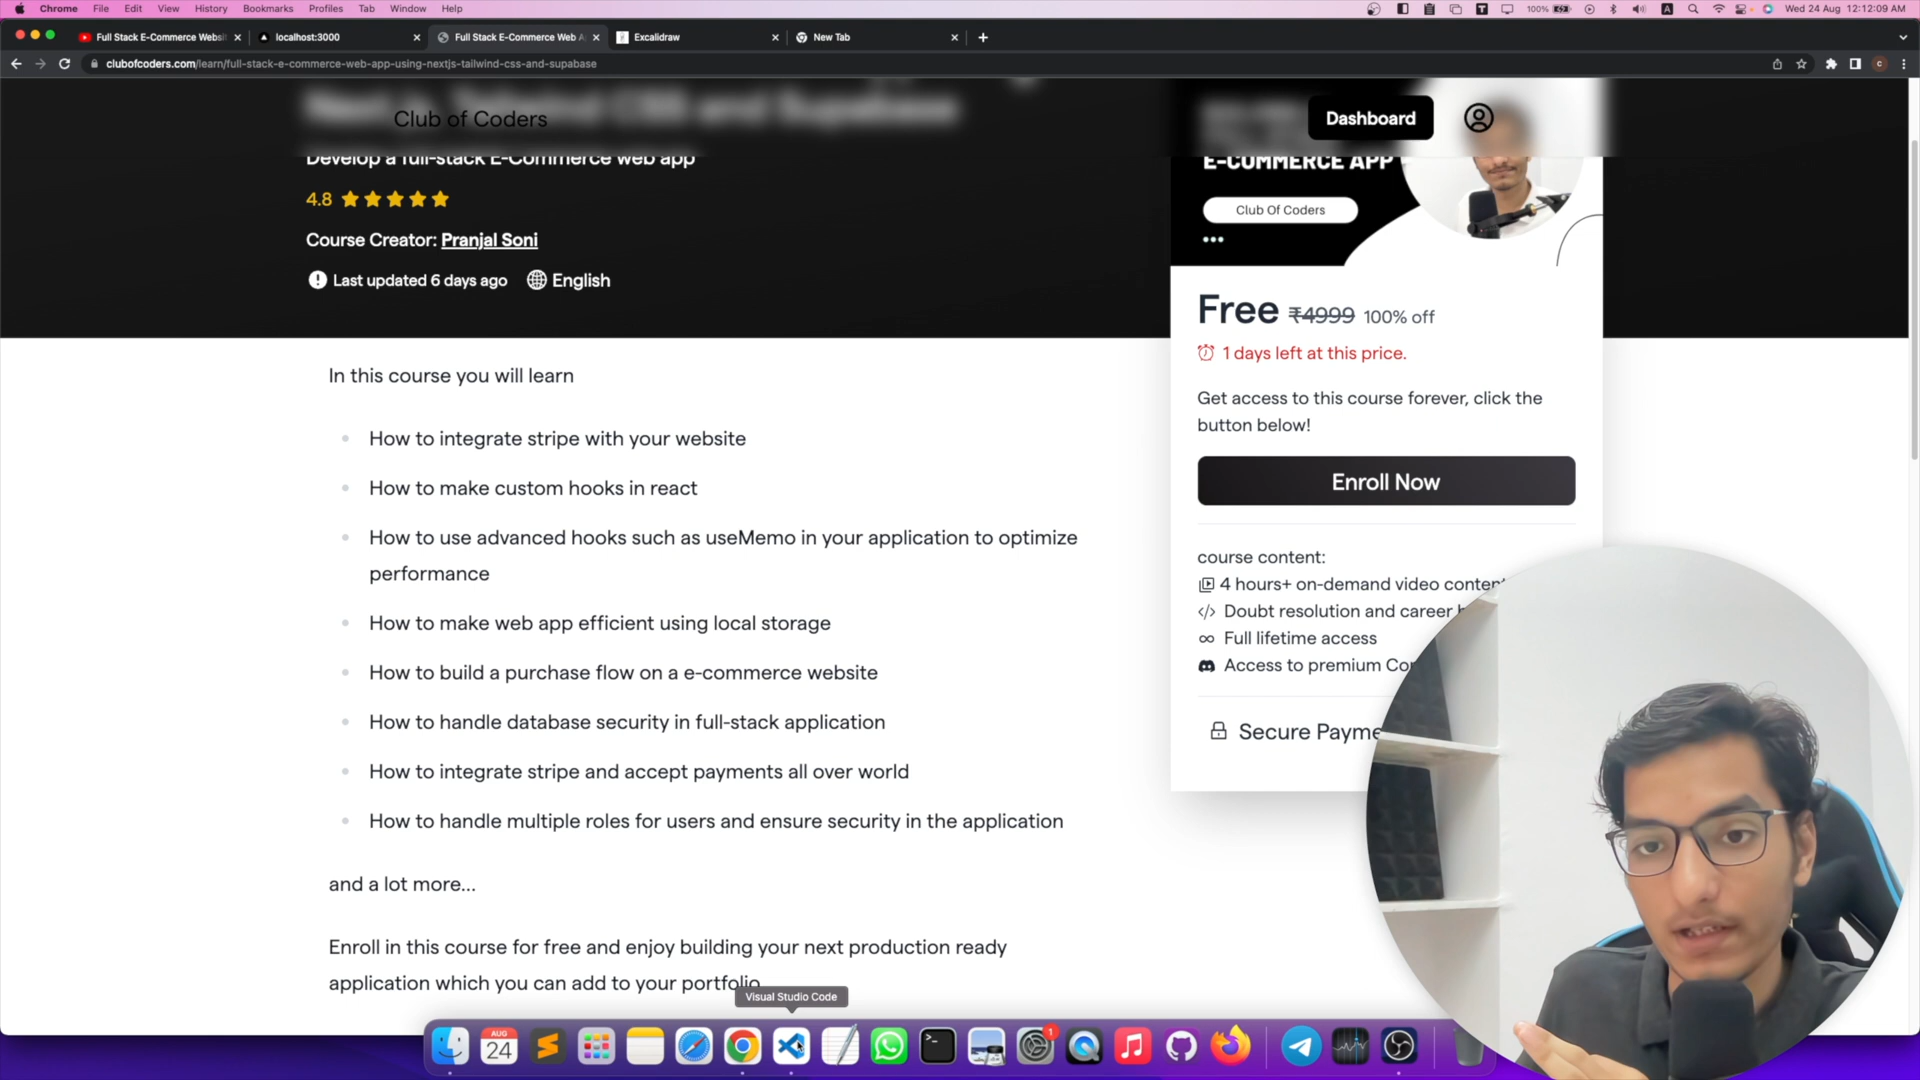 Chrome File Edit View History Bookmarks Profiles Tab Window Help 100% Wed 24 Aug 12:12:09 AM
Full Stack E-Commerce Websi localhost:3000 Full Stack E-Commerce Web A Excalidraw New Tab
clubofcoders.com/learn/full-stack-e-commerce-web-app-using-nextjs-tailwind-css-and-supabase
Next.js, Tailwind CSS and Supabase
Club of Coders
Dashboard
Develop a full-stack E-Commerce web app
4.8
Course Creator: Pranjal Soni
Last updated 6 days ago English
E-COMMERCE APP
Club Of Coders
Free ₹4999 100% off
1 days left at this price.
Get access to this course forever, click the
button below!
Enroll Now
course content:
4 hours+ on-demand video content
Doubt resolution and career
Full lifetime access
Access to premium
Secure
In this course you will learn
How to integrate stripe with your website
How to make custom hooks in react
How to use advanced hooks such as useMemo in your application to optimize
performance
How to make web app efficient using local storage
How to build a purchase flow on a e-commerce website
How to handle database security in full-stack application
How to integrate stripe and accept payments all over world
How to handle multiple roles for users and ensure security in the application
and a lot more...
Enroll in this course for free and enjoy building your next production ready
application which you can add to your portfolio
Visual Studio Code
AUG
24
1